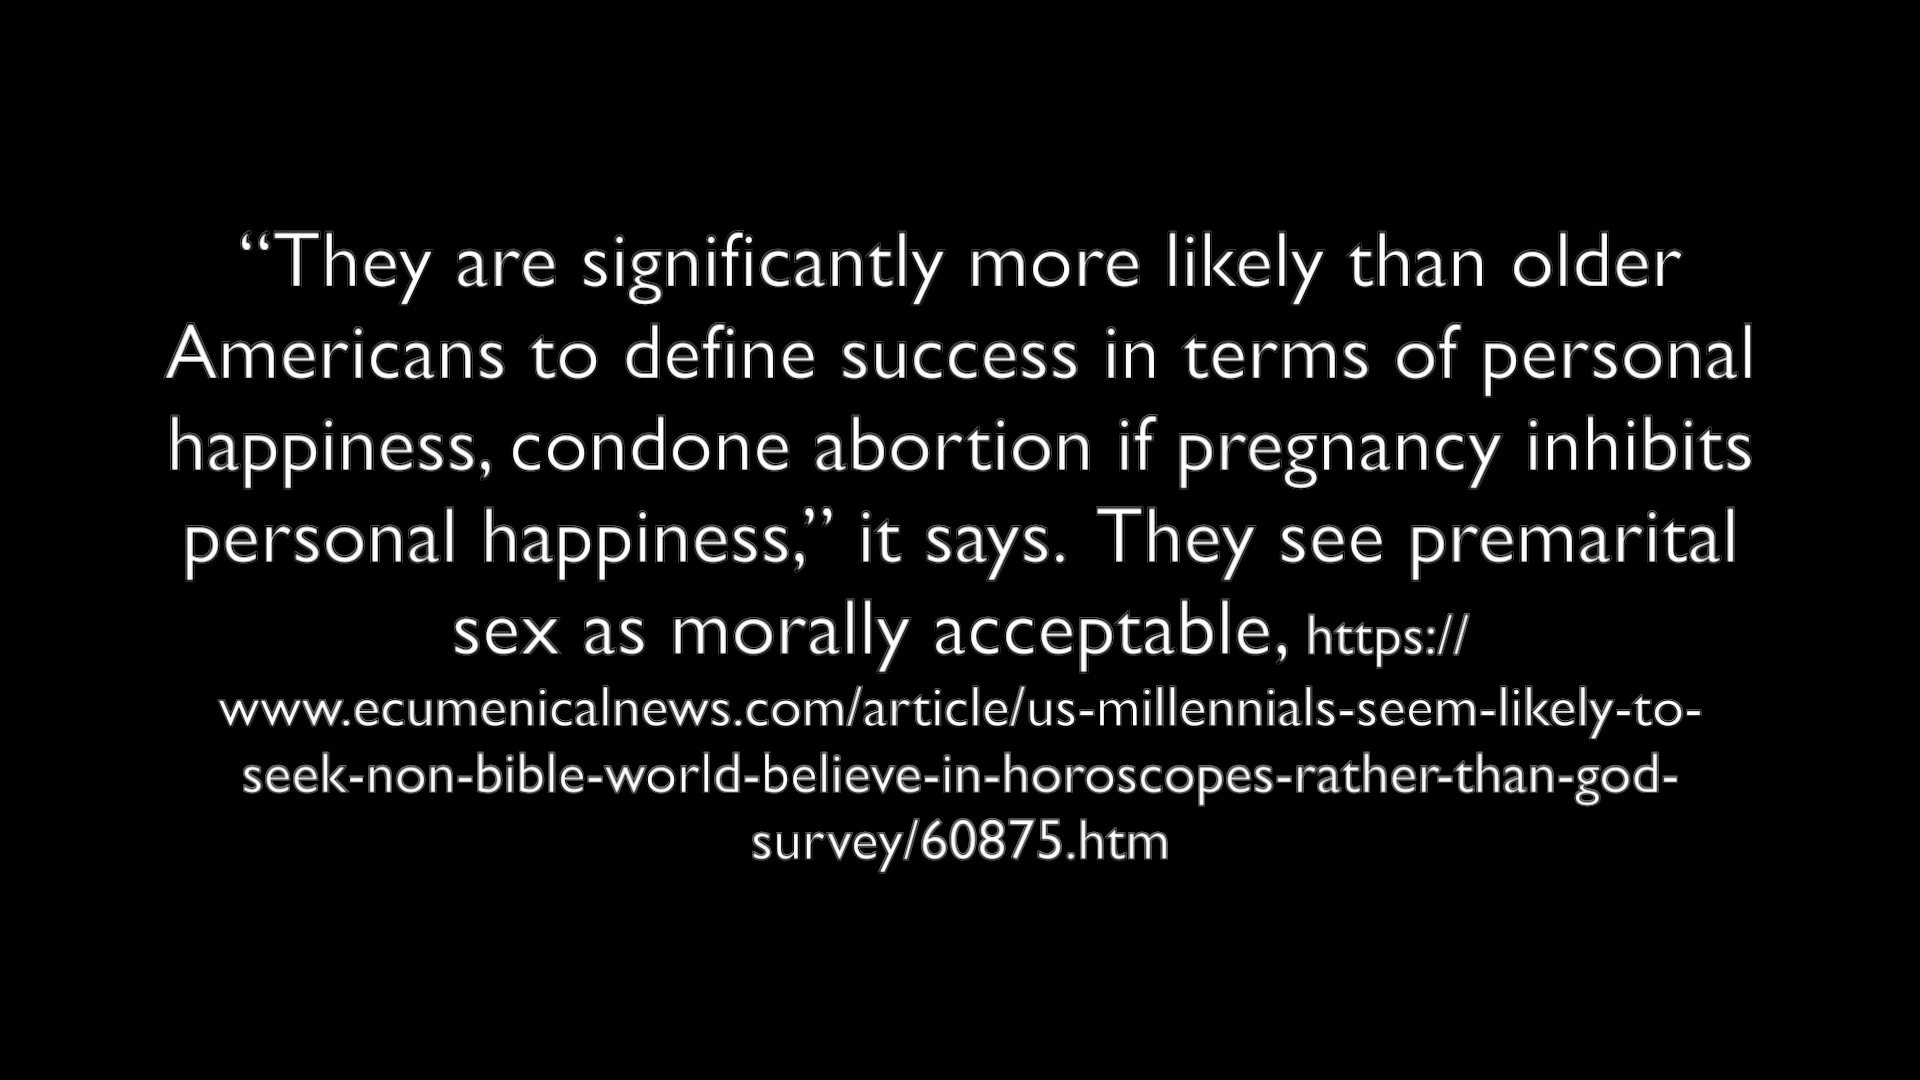 “They are significantly more likely than older
Americans to define success in terms of personal
happiness, condone abortion if pregnancy inhibits
personal happiness,” it says. They see premarital
sex as morally acceptable, https://
www.ecumenicalnews.com/article/us-millennials-seem-likely-to-
seek-non-bible-world-believe-in-horoscopes-rather-than-god-
survey/60875.htm